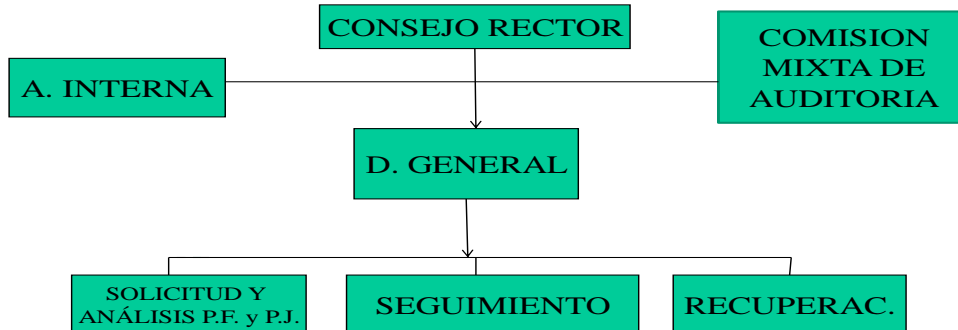 CONSEJO RECTOR
COMISION
MIXTA DE
AUDITORIA
A. INTERNA
D. GENERAL
SOLICITUD Y
ANÁLISIS P.F. y P.J.
SEGUIMIENTO
RECUPERAC.